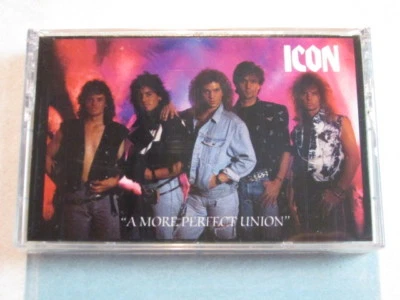 ICON
"A MORE PERFECT UNION"